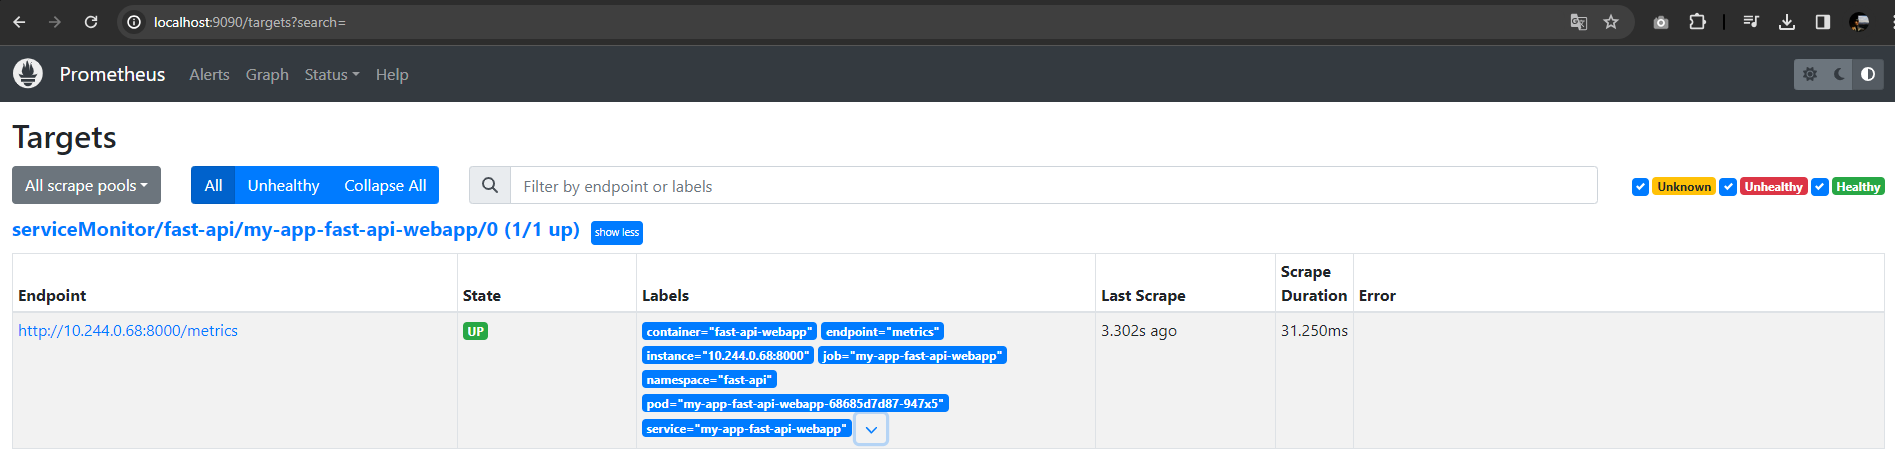 localhost:9090/targets?search=
Prometheus Alerts Graph Status Help
Targets
All scrape pools All Unhealthy Collapse All Filter by endpoint or labels Unknown Unhealthy Healthy
serviceMonitor/fast-api/my-app-fast-api-webapp/0 (1/1 up) show less
Endpoint State Labels Last Scrape Scrape Duration Error
http://10.244.0.68:8000/metrics UP container="fast-api-webapp" endpoint="metrics" 3.302s ago 31.250ms
instance="10.244.0.68:8000" job="my-app-fast-api-webapp"
namespace="fast-api"
pod="my-app-fast-api-webapp-68685d7d87-947x5"
service="my-app-fast-api-webapp"